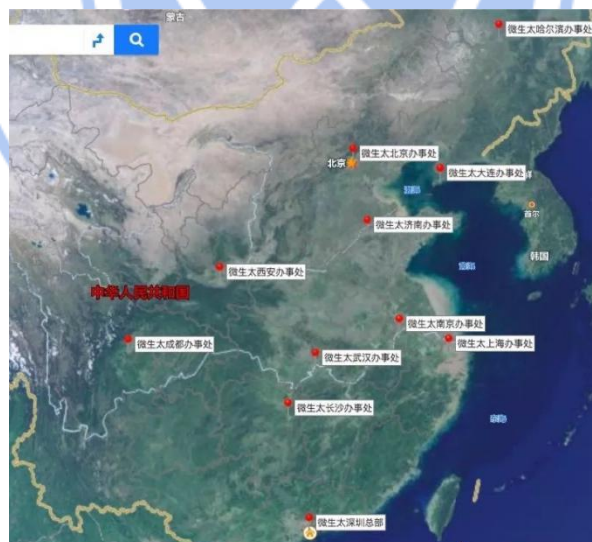 蒙古
微生太哈尔滨办事处
微生太北京办事处
北京
微生太大连办事处
渤海
首尔
微生太济南办事处
韩国
微生太西安办事处
中华人民共和国
微生太南京办事处
微生太成都办事处
微生太上海办事处
微生太武汉办事处
微生太长沙办事处
东海
微生太深圳总部